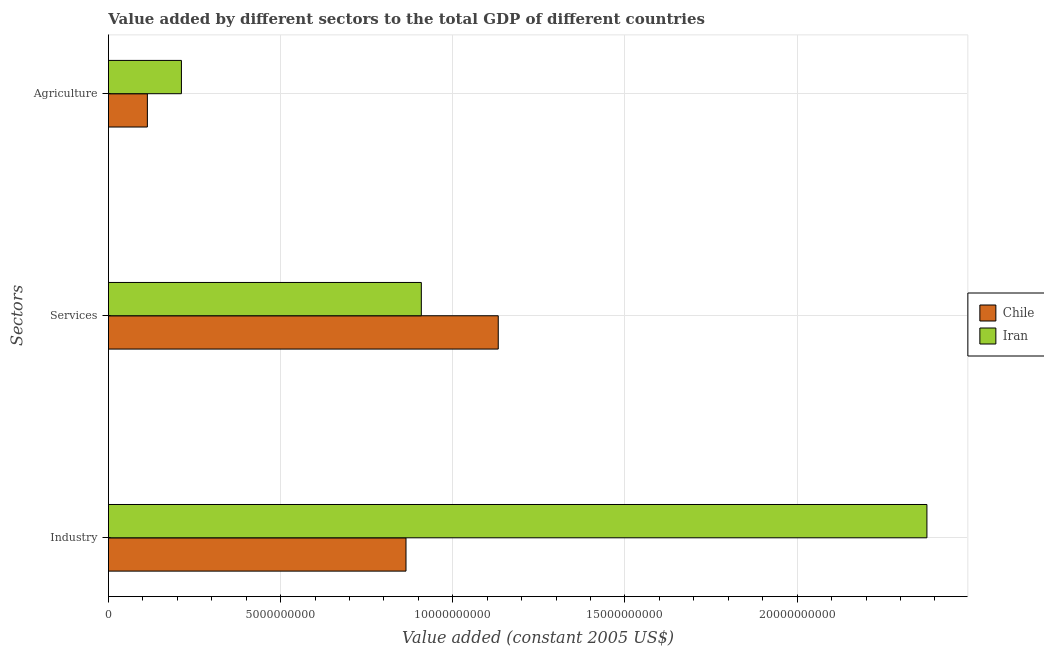 Value added by different sectors to the total GDP of different countries
Agriculture
Services
Industry
Sectors
0
5000000000
10000000000
15000000000
20000000000
Value added (constant 2005 US$)
Chile
Iran